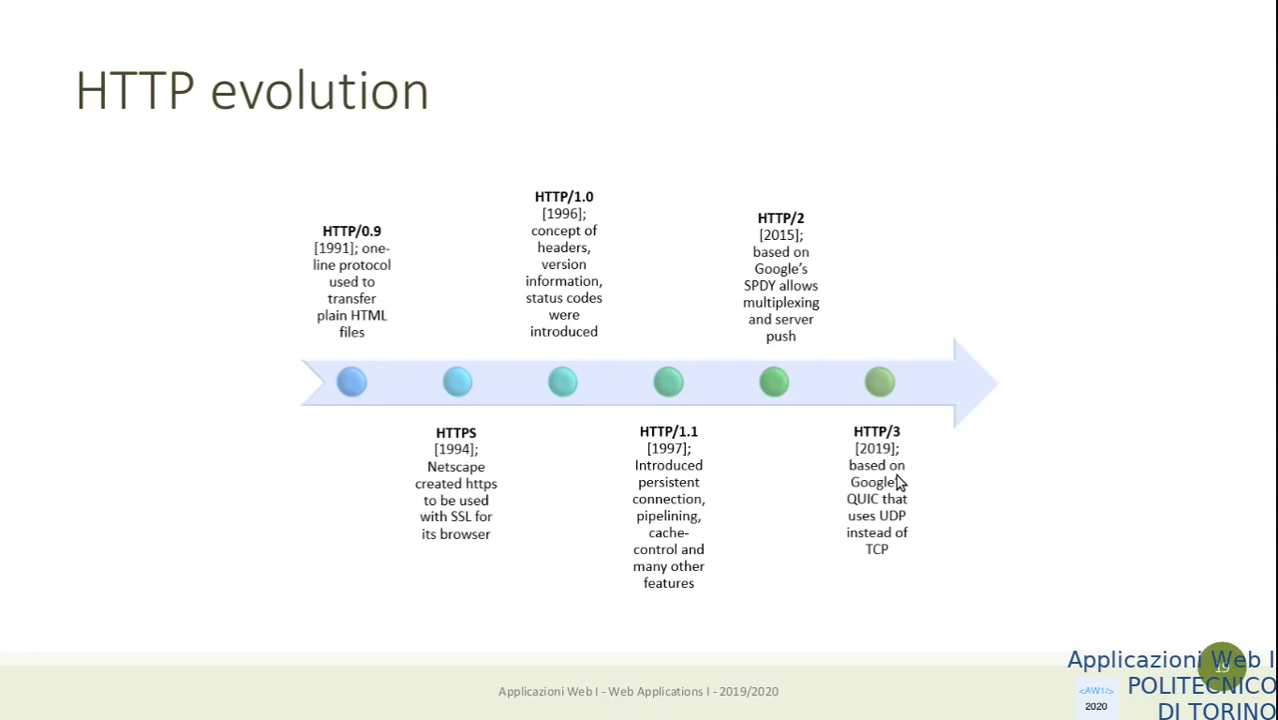 HTTP evolution
HTTP/0.9
[1991]; one-
line protocol
used to
transfer
plain HTML
files
HTTPS
[1994];
Netscape
created https
to be used
with SSL for
its browser
HTTP/1.0
[1996];
concept of
headers,
version
information,
status codes
were
introduced
HTTP/1.1
[1997];
Introduced
persistent
connection,
pipelining,
cache-
control and
many other
features
HTTP/2
[2015];
based on
Google's
SPDY allows
multiplexing
and server
push
HTTP/3
[2019];
based on
Google
QUIC that
uses UDP
instead of
TCP
Applicazioni Web I - Web Applications I - 2019/2020
Applicazioni Web I
POLITECNICO
DI TORINO
<AW1/>
2020